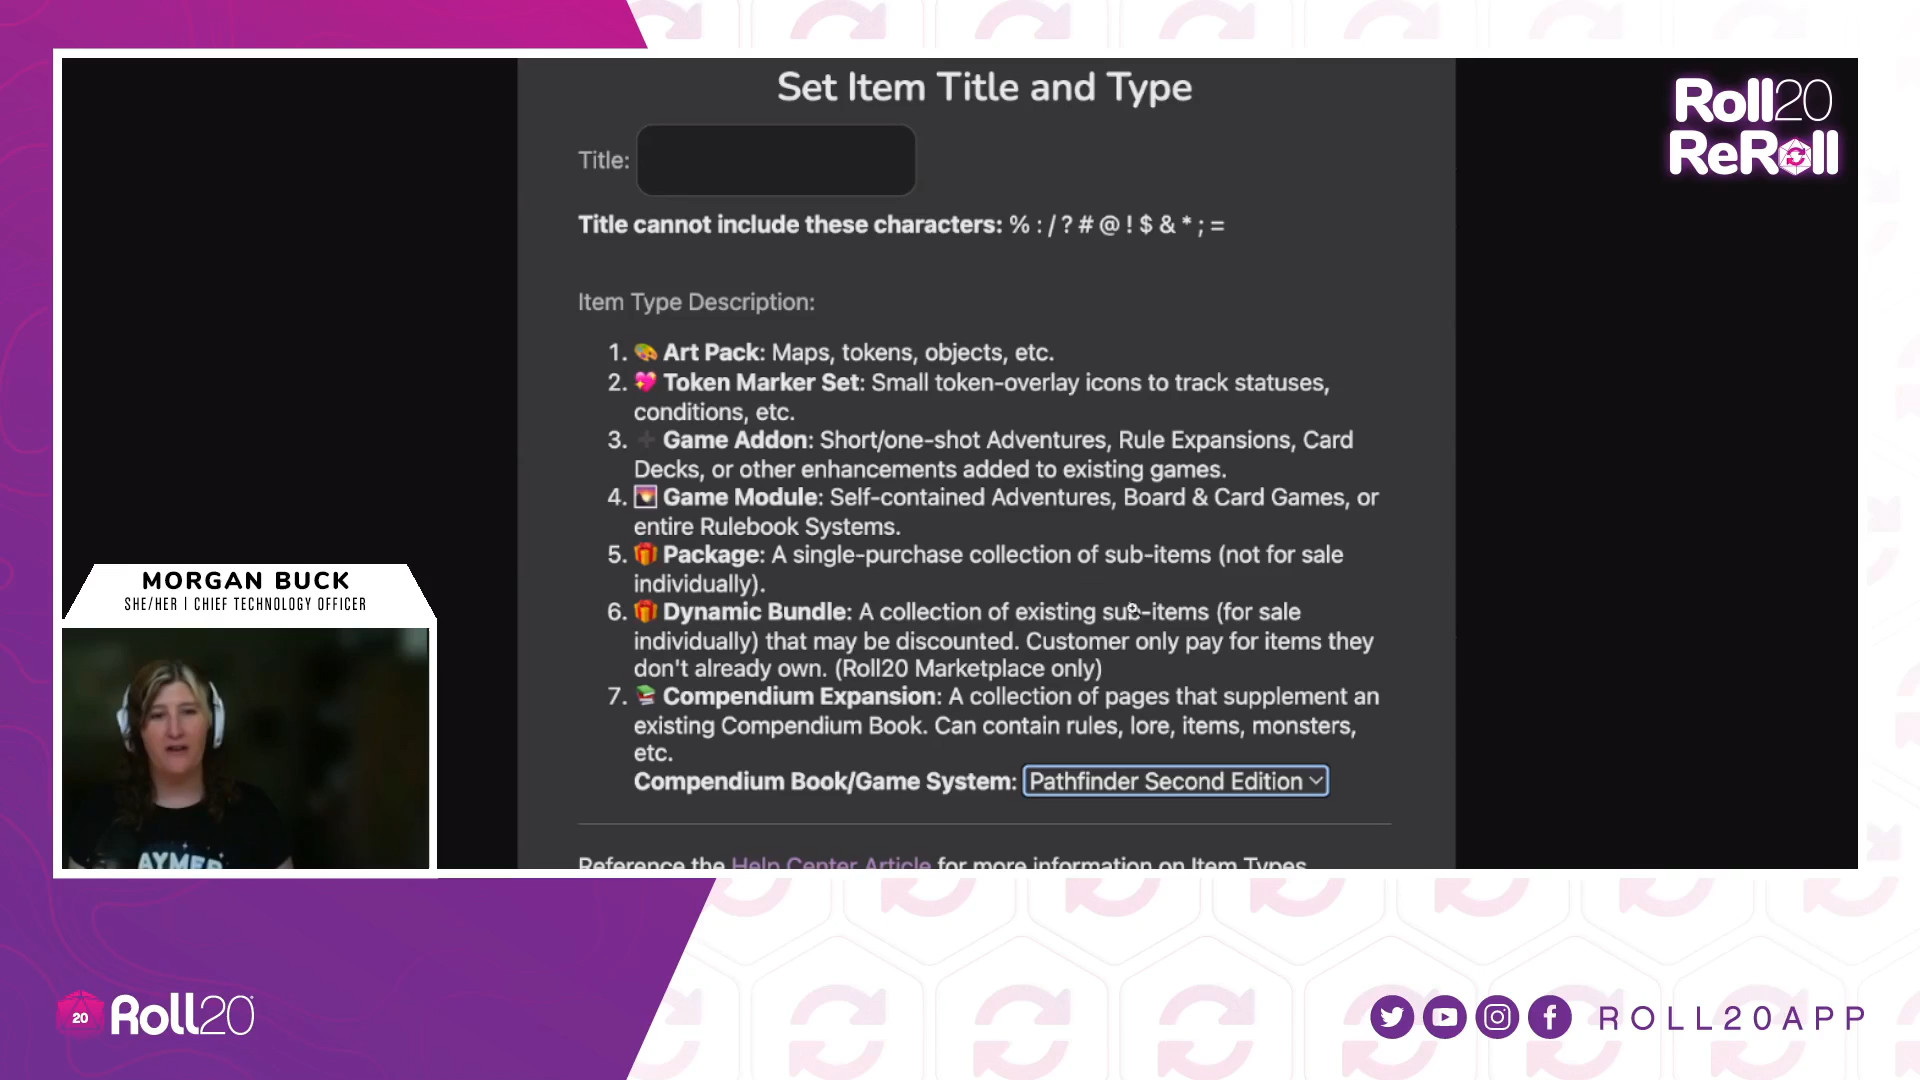 Set Item Title and Type
Roll20
ReRoll
Title:
Title cannot include these characters: % : / ? # @ ! $ & * ; =
Item Type Description:
1. 🎨 Art Pack: Maps, tokens, objects, etc.
2. 💖 Token Marker Set: Small token-overlay icons to track statuses,
conditions, etc.
3. ➕ Game Addon: Short/one-shot Adventures, Rule Expansions, Card
Decks, or other enhancements added to existing games.
4. 🌄 Game Module: Self-contained Adventures, Board & Card Games, or
entire Rulebook Systems.
5. 🎁 Package: A single-purchase collection of sub-items (not for sale
individually).
6. 🎁 Dynamic Bundle: A collection of existing sub-items (for sale
individually) that may be discounted. Customer only pay for items they
don't already own. (Roll20 Marketplace only)
7. 📚 Compendium Expansion: A collection of pages that supplement an
existing Compendium Book. Can contain rules, lore, items, monsters,
etc.
Compendium Book/Game System: Pathfinder Second Edition
Reference the Help Center Article for more information on Item Types
MORGAN BUCK
SHE/HER | CHIEF TECHNOLOGY OFFICER
20 Roll20
ROLL20APP